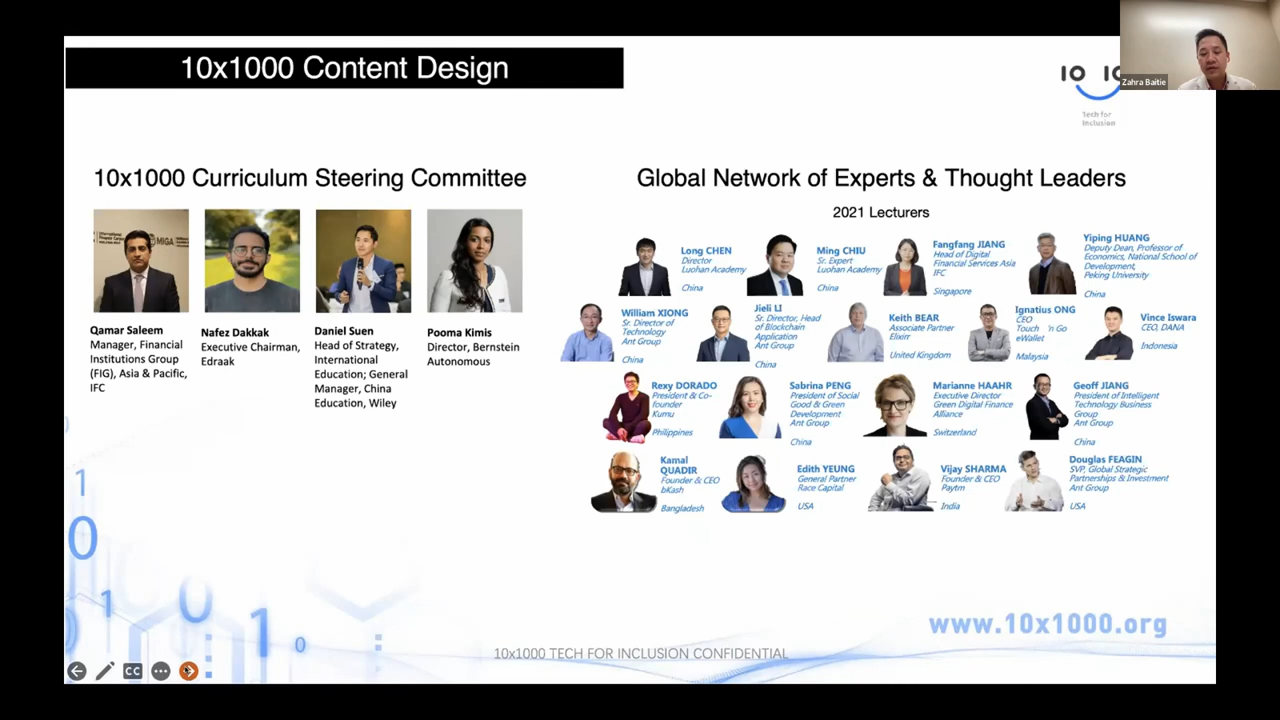 10x1000 Content Design
IO IO
Tech for
Inclusion
Zahra Baitie
10x1000 Curriculum Steering Committee
MIGA
Qamar Saleem
Manager, Financial
Institutions Group
(FIG), Asia & Pacific,
IFC
Nafez Dakkak
Executive Chairman,
Edraak
Daniel Suen
Head of Strategy,
International
Education; General
Manager, China
Education, Wiley
Pooma Kimis
Director, Bernstein
Autonomous
Global Network of Experts & Thought Leaders
2021 Lecturers
Long CHEN
Director
Luohan Academy
China
Ming CHIU
Sr. Expert
Luohan Academy
China
Fangfang JIANG
Head of Digital
Financial Services Asia
IFC
Singapore
Yiping HUANG
Deputy Dean, Professor of
Economics, National School of
Development,
Peking University
China
William XIONG
Sr. Director of
Technology
Ant Group
China
Jieli LI
Sr. Director, Head
of Blockchain
Application
Ant Group
China
Keith BEAR
Associate Partner
Elixirr
United Kingdom
Ignatius ONG
CEO
Touch 'n Go
eWallet
Malaysia
Vince Iswara
CEO, DANA
Indonesia
Rexy DORADO
President & Co-
founder
Kumu
Philippines
Sabrina PENG
President of Social
Good & Green
Development
Ant Group
China
Marianne HAAHR
Executive Director
Green Digital Finance
Alliance
Switzerland
Geoff JIANG
President of Intelligent
Technology Business
Group
Ant Group
China
Kamal
QUADIR
Founder & CEO
bKash
Bangladesh
Edith YEUNG
General Partner
Race Capital
USA
Vijay SHARMA
Founder & CEO
Paytm
India
Douglas FEAGIN
SVP, Global Strategic
Partnerships & Investment
Ant Group
USA
1
0
1
0
1
0
www.10x1000.org
10x1000 TECH FOR INCLUSION CONFIDENTIAL
CC